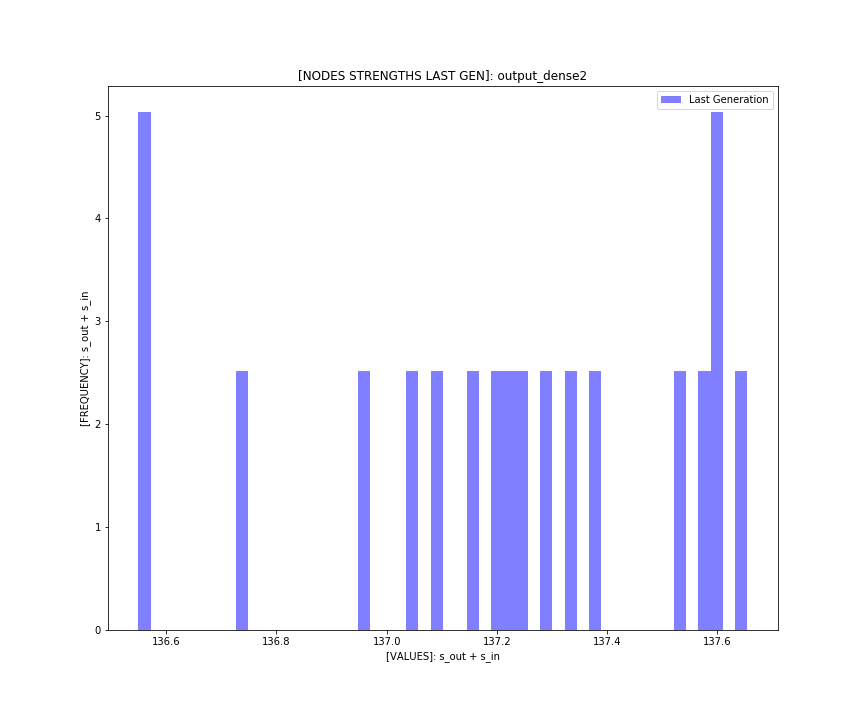 [NODES STRENGTHS LAST GEN]: output_dense2
Last Generation
5
4
3
2
1
0
[FREQUENCY]: s_out + s_in
136.6 136.8 137.0 137.2 137.4 137.6
[VALUES]: s_out + s_in